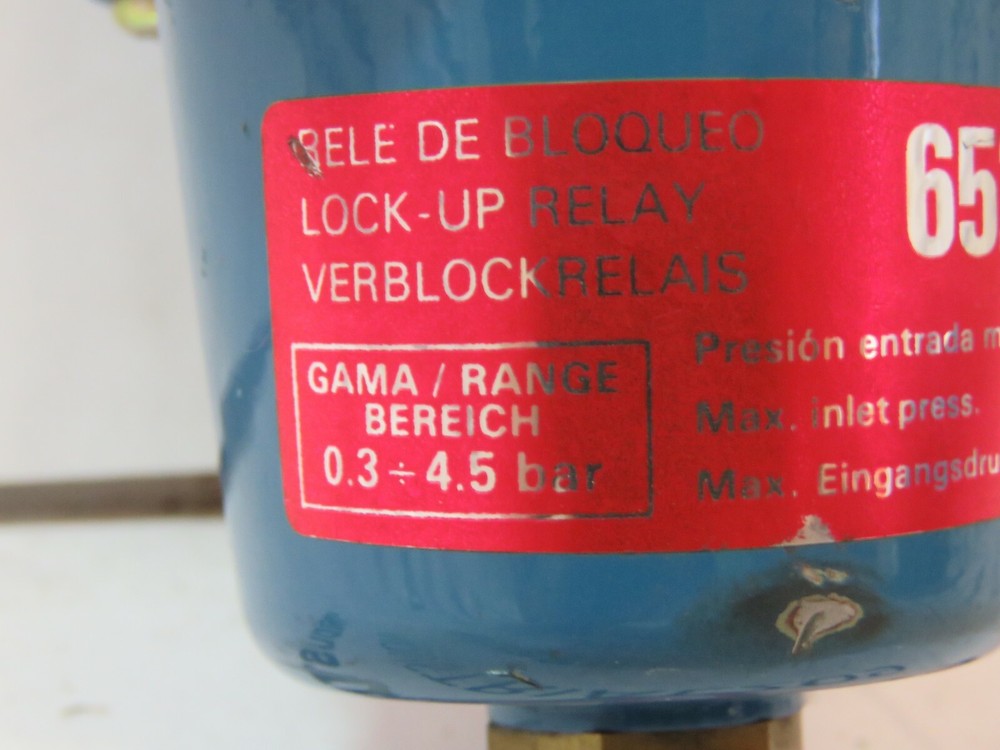 RELE DE BLOQUEO
LOCK-UP RELAY
VERBLOCKRELAIS
65
GAMA / RANGE
BEREICH
0.3 ÷ 4.5 bar
Presión entrada m
Max. inlet press.
Max. Eingangsdru